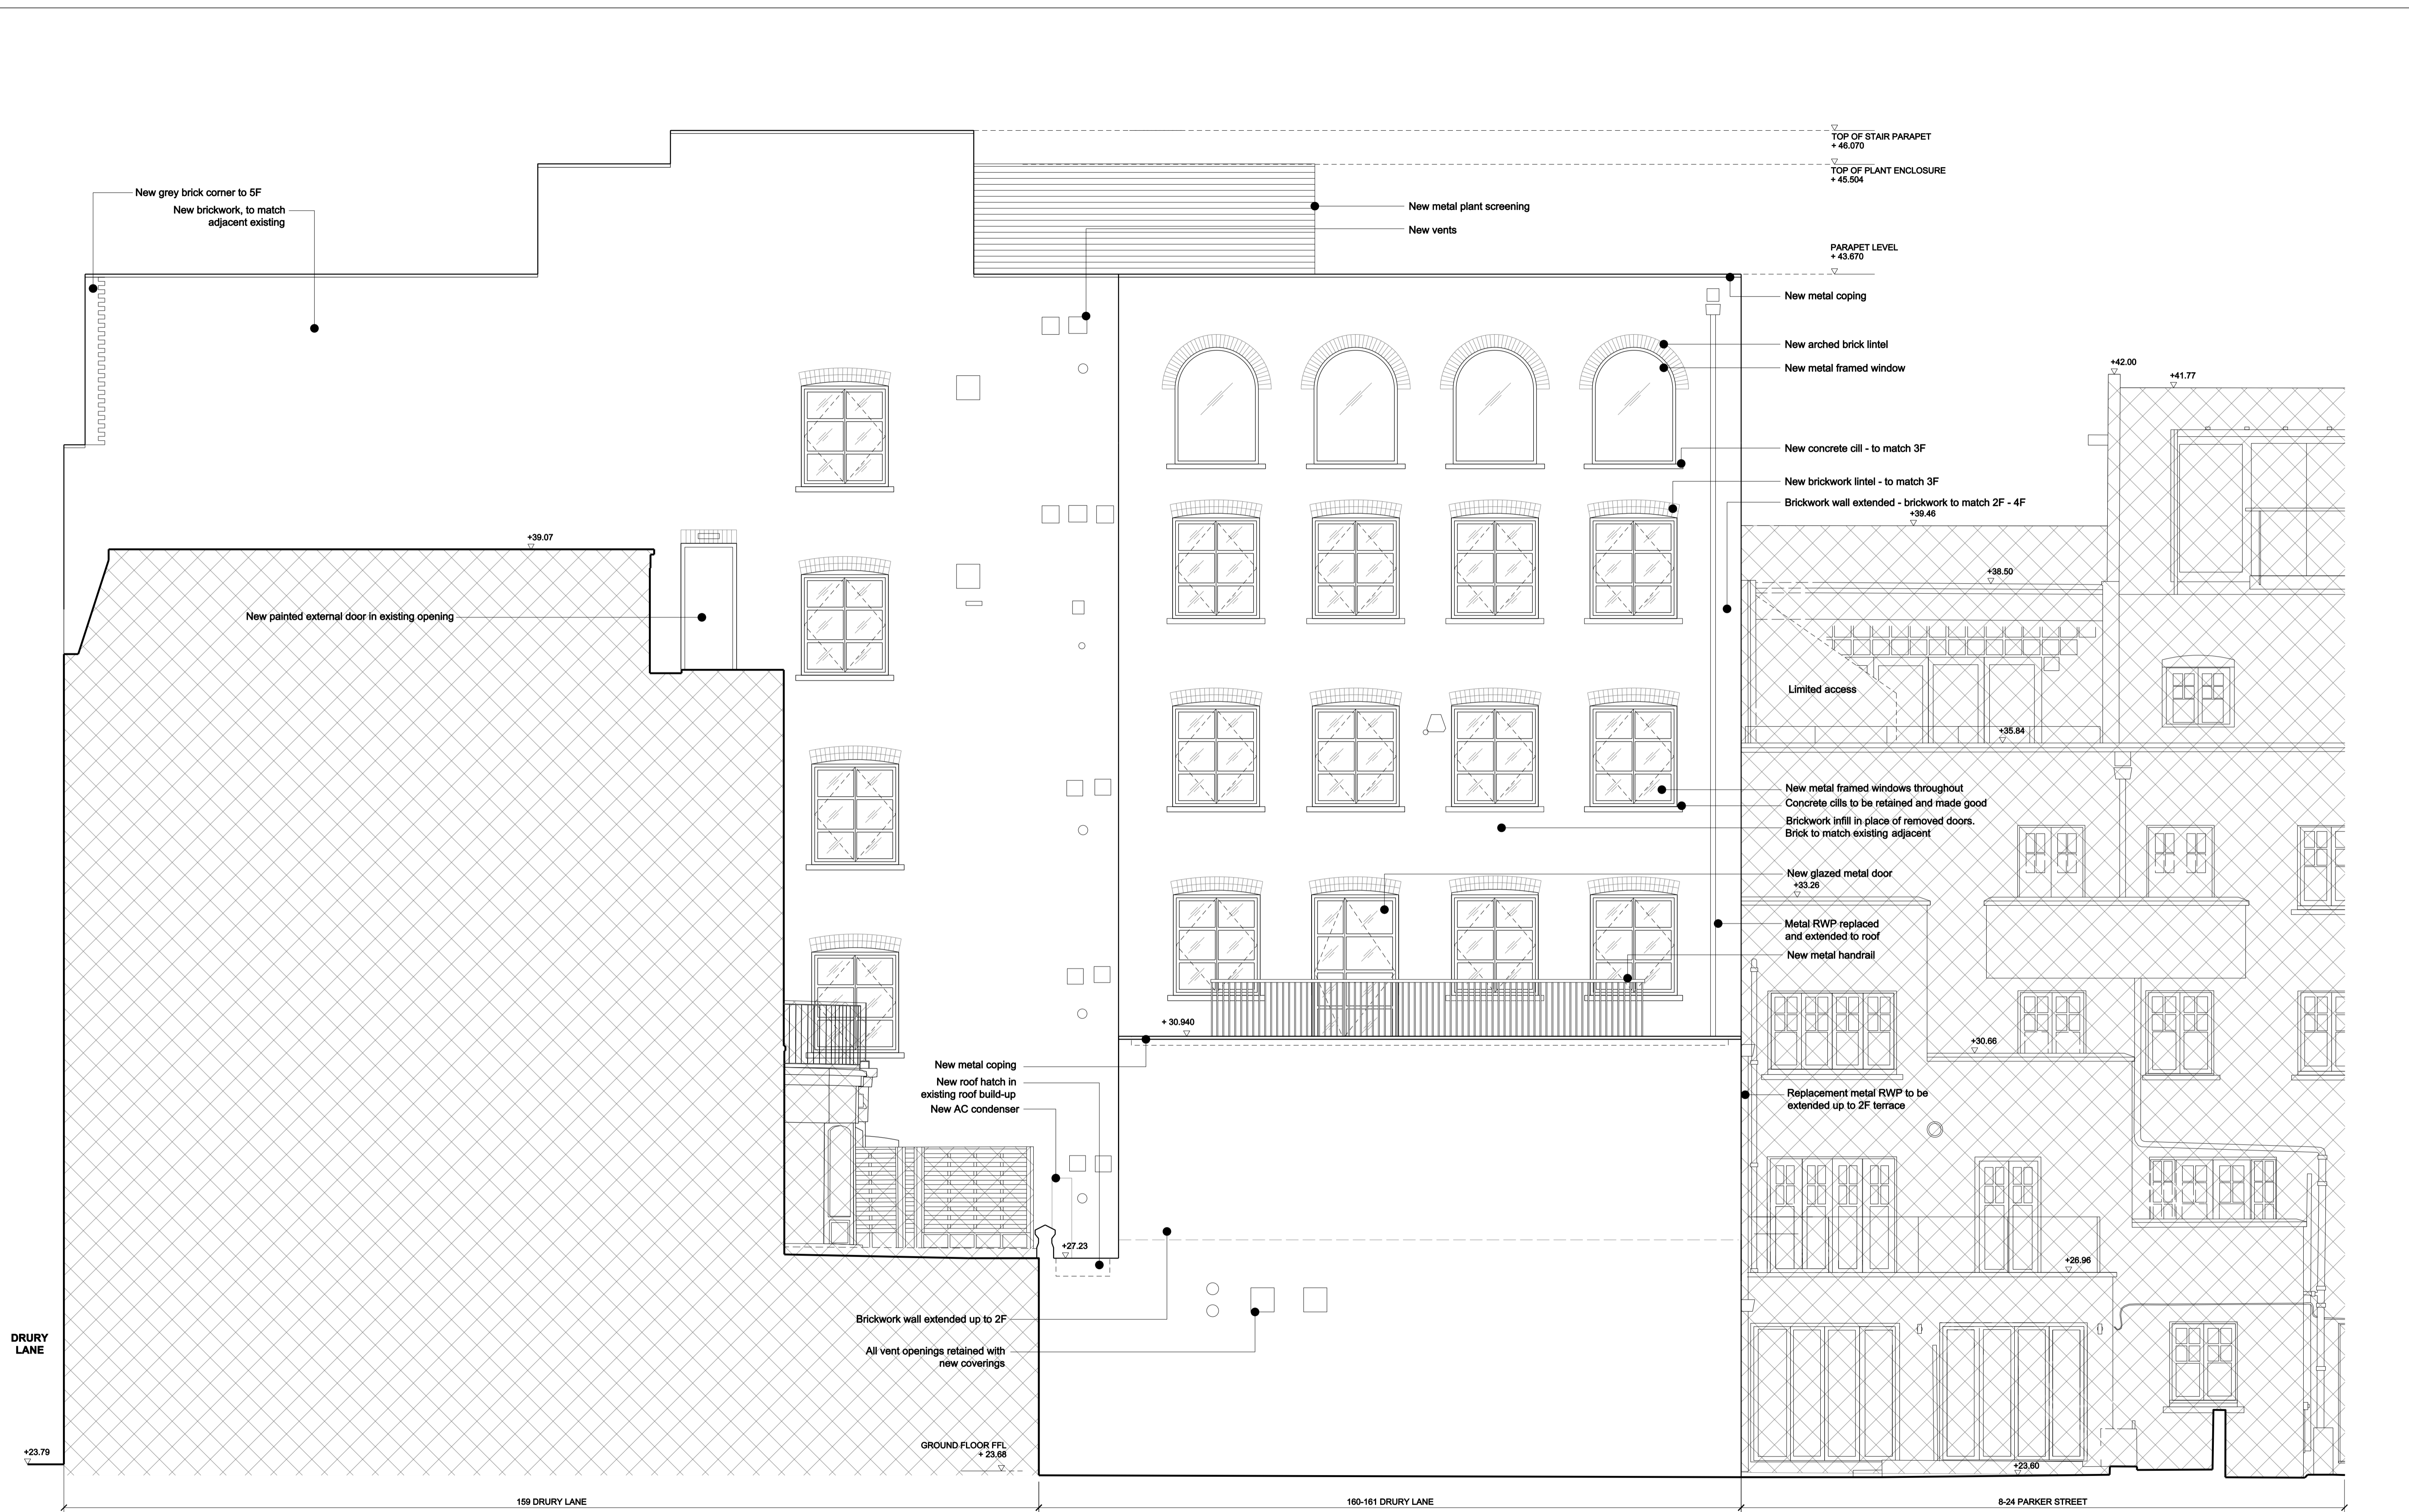 TOP OF STAIR PARAPET
+ 46.070
TOP OF PLANT ENCLOSURE
+ 45.504
New grey brick corner to 5F
New brickwork, to match
adjacent existing
New metal plant screening
New vents
PARAPET LEVEL
+ 43.670
New metal coping
New arched brick lintel
New metal framed window
+42.00
+41.77
New concrete cill - to match 3F
New brickwork lintel - to match 3F
Brickwork wall extended - brickwork to match 2F - 4F
+39.46
+39.07
+38.50
New painted external door in existing opening
Limited access
+35.84
New metal framed windows throughout
Concrete cills to be retained and made good
Brickwork infill in place of removed doors.
Brick to match existing adjacent
New glazed metal door
+33.26
Metal RWP replaced
and extended to roof
New metal handrail
+ 30.940
+30.66
New metal coping
New roof hatch in
existing roof build-up
New AC condenser
Replacement metal RWP to be
extended up to 2F terrace
+27.23
+26.96
Brickwork wall extended up to 2F
All vent openings retained with
new coverings
DRURY
LANE
+23.79
GROUND FLOOR FFL
+ 23.68
+23.60
159 DRURY LANE
160-161 DRURY LANE
8-24 PARKER STREET